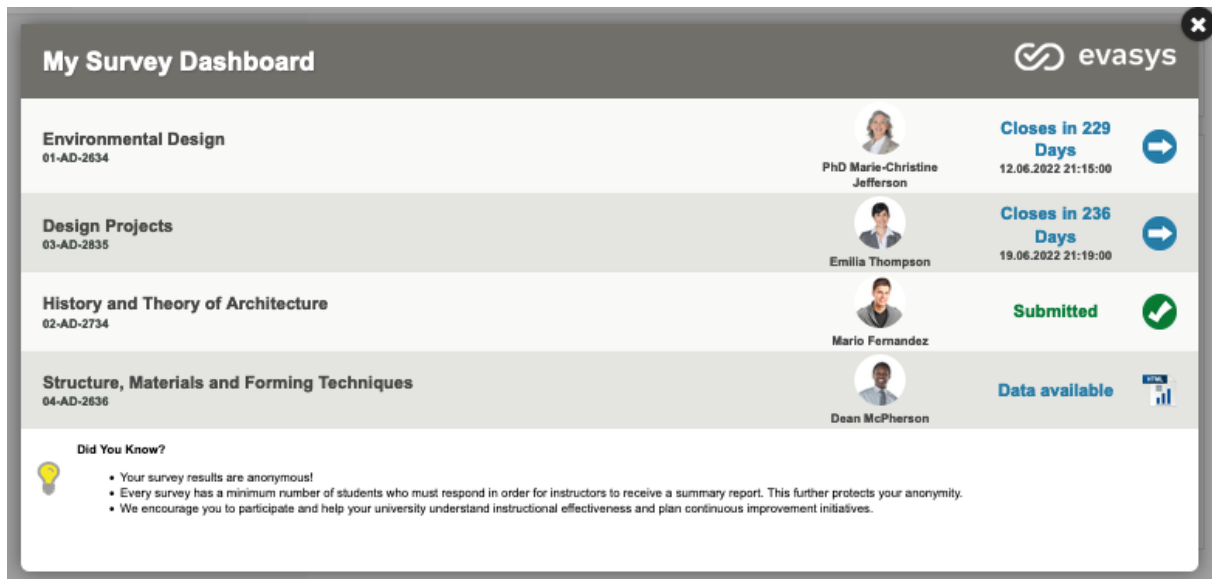 My Survey Dashboard
evasys
Environmental Design
01-AD-2634
PhD Marie-Christine
Jefferson
Closes in 229
Days
12.06.2022 21:15:00
Design Projects
03-AD-2835
Emilia Thompson
Closes in 236
Days
19.06.2022 21:19:00
History and Theory of Architecture
02-AD-2734
Mario Fernandez
Submitted
Structure, Materials and Forming Techniques
04-AD-2636
Dean McPherson
Data available
HTML
Did You Know?
• Your survey results are anonymous!
• Every survey has a minimum number of students who must respond in order for instructors to receive a summary report. This further protects your anonymity.
• We encourage you to participate and help your university understand instructional effectiveness and plan continuous improvement initiatives.